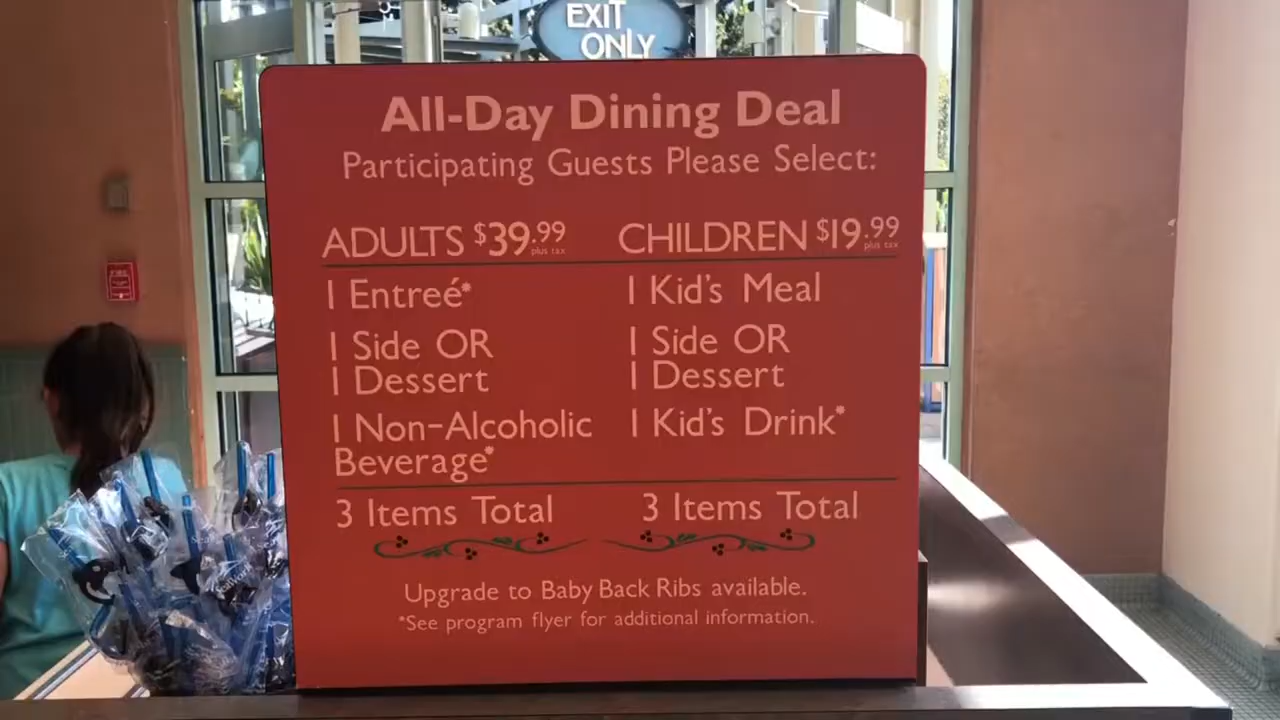 EXIT
ONLY
All-Day Dining Deal
Participating Guests Please Select:
ADULTS $39.99 plus tax
1 Entreé*
1 Side OR
1 Dessert
1 Non-Alcoholic
Beverage*
3 Items Total
CHILDREN $19.99 plus tax
1 Kid's Meal
1 Side OR
1 Dessert
1 Kid's Drink*
3 Items Total
Upgrade to Baby Back Ribs available.
*See program flyer for additional information.
FIRE